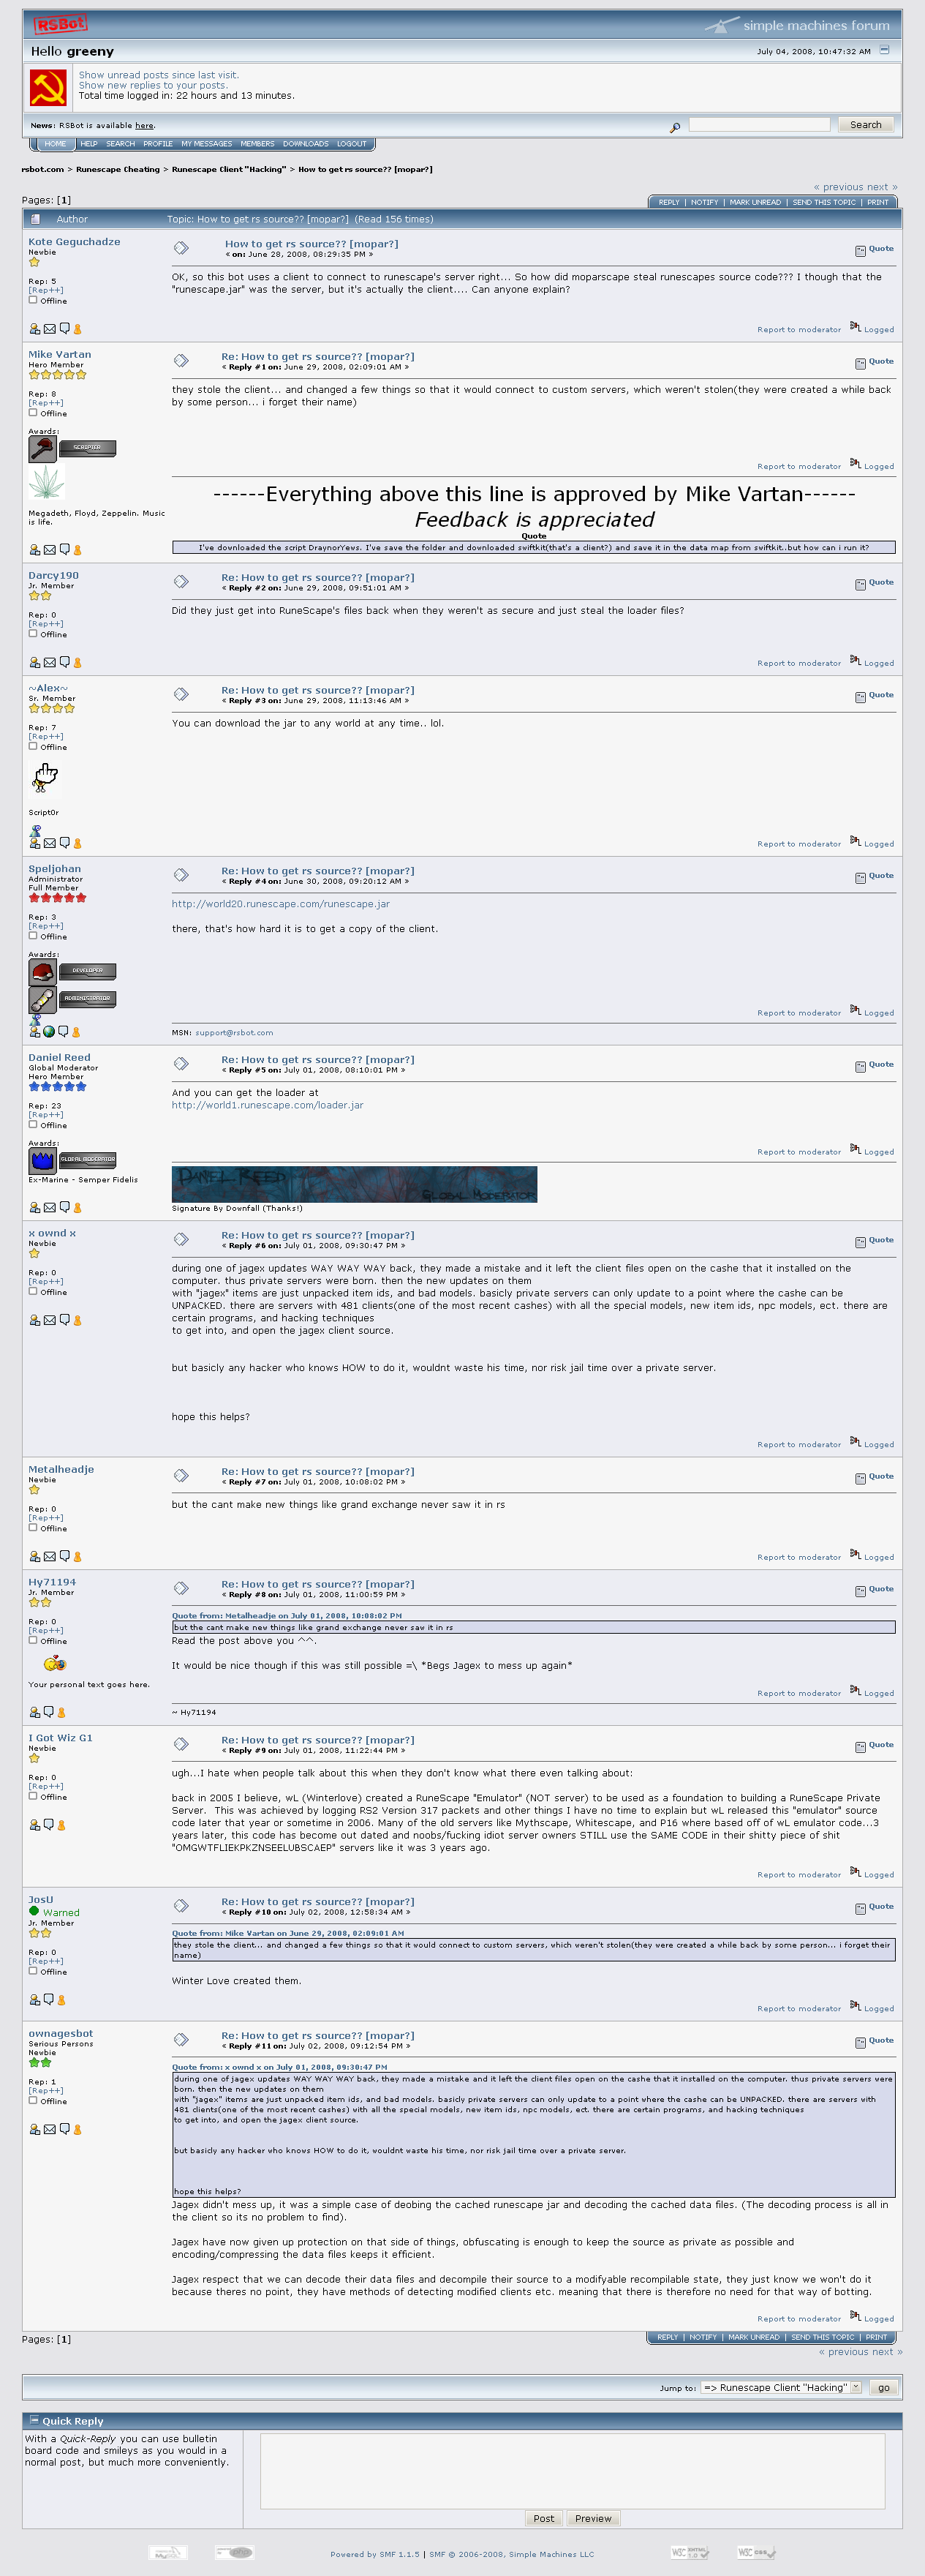 RSBot
simple machines forum
Hello greeny
July 04, 2008, 10:47:32 AM
Show unread posts since last visit.
Show new replies to your posts.
Total time logged in: 22 hours and 13 minutes.
News: RSBot is available here.
Search
HOME HELP SEARCH PROFILE MY MESSAGES MEMBERS DOWNLOADS LOGOUT
rsbot.com > Runescape Cheating > Runescape Client "Hacking" > How to get rs source?? [mopar?]
« previous next »
Pages: [1]
REPLY | NOTIFY | MARK UNREAD | SEND THIS TOPIC | PRINT
Author Topic: How to get rs source?? [mopar?] (Read 156 times)
Kote Geguchadze
Newbie
Rep: 5
[Rep++]
Offline
How to get rs source?? [mopar?]
« on: June 28, 2008, 08:29:35 PM »
Quote
OK, so this bot uses a client to connect to runescape's server right... So how did moparscape steal runescapes source code??? I though that the
"runescape.jar" was the server, but it's actually the client.... Can anyone explain?
Report to moderator Logged
Mike Vartan
Hero Member
Rep: 8
[Rep++]
Offline
Awards:
SCRIPTER
Megadeth, Floyd, Zeppelin. Music
is life.
Re: How to get rs source?? [mopar?]
« Reply #1 on: June 29, 2008, 02:09:01 AM »
Quote
they stole the client... and changed a few things so that it would connect to custom servers, which weren't stolen(they were created a while back
by some person... i forget their name)
Report to moderator Logged
------Everything above this line is approved by Mike Vartan------
Feedback is appreciated
Quote
I've downloaded the script DraynorYews. I've save the folder and downloaded swiftkit(that's a client?) and save it in the data map from swiftkit..but how can i run it?
Darcy190
Jr. Member
Rep: 0
[Rep++]
Offline
Re: How to get rs source?? [mopar?]
« Reply #2 on: June 29, 2008, 09:51:01 AM »
Quote
Did they just get into RuneScape's files back when they weren't as secure and just steal the loader files?
Report to moderator Logged
~Alex~
Sr. Member
Rep: 7
[Rep++]
Offline
Script0r
Re: How to get rs source?? [mopar?]
« Reply #3 on: June 29, 2008, 11:13:46 AM »
Quote
You can download the jar to any world at any time.. lol.
Report to moderator Logged
Speljohan
Administrator
Full Member
Rep: 3
[Rep++]
Offline
Awards:
DEVELOPER
ADMINISTRATOR
Re: How to get rs source?? [mopar?]
« Reply #4 on: June 30, 2008, 09:20:12 AM »
Quote
http://world20.runescape.com/runescape.jar
there, that's how hard it is to get a copy of the client.
Report to moderator Logged
MSN: support@rsbot.com
Daniel Reed
Global Moderator
Hero Member
Rep: 23
[Rep++]
Offline
Awards:
GLOBAL MODERATOR
Ex-Marine - Semper Fidelis
Re: How to get rs source?? [mopar?]
« Reply #5 on: July 01, 2008, 08:10:01 PM »
Quote
And you can get the loader at
http://world1.runescape.com/loader.jar
Report to moderator Logged
Daniel Reed
Global Moderator
Signature By Downfall (Thanks!)
x ownd x
Newbie
Rep: 0
[Rep++]
Offline
Re: How to get rs source?? [mopar?]
« Reply #6 on: July 01, 2008, 09:30:47 PM »
Quote
during one of jagex updates WAY WAY WAY back, they made a mistake and it left the client files open on the cashe that it installed on the
computer. thus private servers were born. then the new updates on them
with "jagex" items are just unpacked item ids, and bad models. basicly private servers can only update to a point where the cashe can be
UNPACKED. there are servers with 481 clients(one of the most recent cashes) with all the special models, new item ids, npc models, ect. there are
certain programs, and hacking techniques
to get into, and open the jagex client source.
but basicly any hacker who knows HOW to do it, wouldnt waste his time, nor risk jail time over a private server.
hope this helps?
Report to moderator Logged
Metalheadje
Newbie
Rep: 0
[Rep++]
Offline
Re: How to get rs source?? [mopar?]
« Reply #7 on: July 01, 2008, 10:08:02 PM »
Quote
but the cant make new things like grand exchange never saw it in rs
Report to moderator Logged
Hy71194
Jr. Member
Rep: 0
[Rep++]
Offline
Your personal text goes here.
Re: How to get rs source?? [mopar?]
« Reply #8 on: July 01, 2008, 11:00:59 PM »
Quote
Quote from: Metalheadje on July 01, 2008, 10:08:02 PM
but the cant make new things like grand exchange never saw it in rs
Read the post above you ^^.
It would be nice though if this was still possible =\ *Begs Jagex to mess up again*
Report to moderator Logged
~ Hy71194
I Got Wiz G1
Newbie
Rep: 0
[Rep++]
Offline
Re: How to get rs source?? [mopar?]
« Reply #9 on: July 01, 2008, 11:22:44 PM »
Quote
ugh...I hate when people talk about this when they don't know what there even talking about:
back in 2005 I believe, wL (Winterlove) created a RuneScape "Emulator" (NOT server) to be used as a foundation to building a RuneScape Private
Server. This was achieved by logging RS2 Version 317 packets and other things I have no time to explain but wL released this "emulator" source
code later that year or sometime in 2006. Many of the old servers like Mythscape, Whitescape, and P16 where based off of wL emulator code...3
years later, this code has become out dated and noobs/fucking idiot server owners STILL use the SAME CODE in their shitty piece of shit
"OMGWTFLIEKPKZNSEELUBSCAEP" servers like it was 3 years ago.
Report to moderator Logged
JosU
Warned
Jr. Member
Rep: 0
[Rep++]
Offline
Re: How to get rs source?? [mopar?]
« Reply #10 on: July 02, 2008, 12:58:34 AM »
Quote
Quote from: Mike Vartan on June 29, 2008, 02:09:01 AM
they stole the client... and changed a few things so that it would connect to custom servers, which weren't stolen(they were created a while back by some person... i forget their
name)
Winter Love created them.
Report to moderator Logged
ownagesbot
Serious Persons
Newbie
Rep: 1
[Rep++]
Offline
Re: How to get rs source?? [mopar?]
« Reply #11 on: July 02, 2008, 09:12:54 PM »
Quote
Quote from: x ownd x on July 01, 2008, 09:30:47 PM
during one of jagex updates WAY WAY WAY back, they made a mistake and it left the client files open on the cashe that it installed on the computer. thus private servers were
born. then the new updates on them
with "jagex" items are just unpacked item ids, and bad models. basicly private servers can only update to a point where the cashe can be UNPACKED. there are servers with
481 clients(one of the most recent cashes) with all the special models, new item ids, npc models, ect. there are certain programs, and hacking techniques
to get into, and open the jagex client source.
but basicly any hacker who knows HOW to do it, wouldnt waste his time, nor risk jail time over a private server.
hope this helps?
Jagex didn't mess up, it was a simple case of deobing the cached runescape jar and decoding the cached data files. (The decoding process is all in
the client so its no problem to find).
Jagex have now given up protection on that side of things, obfuscating is enough to keep the source as private as possible and
encoding/compressing the data files keeps it efficient.
Jagex respect that we can decode their data files and decompile their source to a modifyable recompilable state, they just know we won't do it
because theres no point, they have methods of detecting modified clients etc. meaning that there is therefore no need for that way of botting.
Report to moderator Logged
Pages: [1]
REPLY | NOTIFY | MARK UNREAD | SEND THIS TOPIC | PRINT
« previous next »
Jump to: => Runescape Client "Hacking" go
Quick Reply
With a Quick-Reply you can use bulletin
board code and smileys as you would in a
normal post, but much more conveniently.
Post Preview
Powered by SMF 1.1.5 | SMF © 2006-2008, Simple Machines LLC